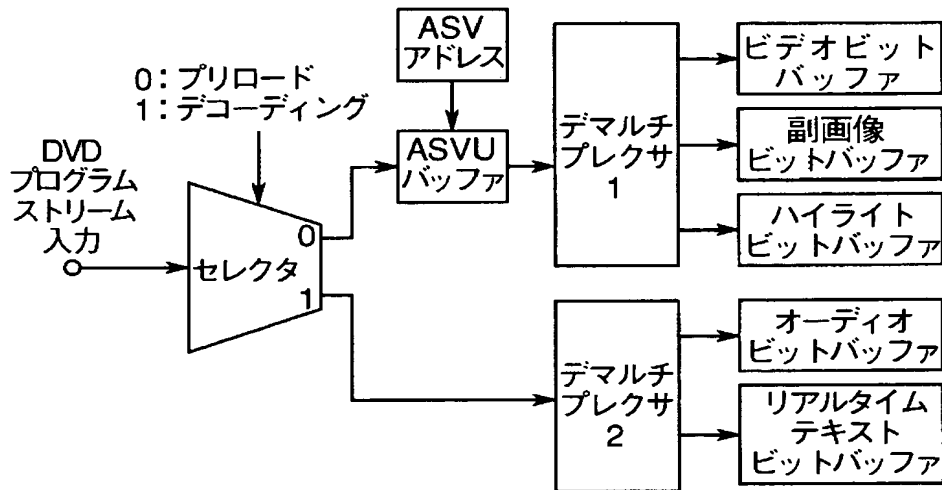 0：プリロード
1：デコーディング
DVD
プログラム
ストリーム
入力
セレクタ
0
1
ASV
アドレス
ASVU
バッファ
デマルチ
プレクサ
1
ビデオビット
バッファ
副画像
ビットバッファ
ハイライト
ビットバッファ
デマルチ
プレクサ
2
オーディオ
ビットバッファ
リアルタイム
テキスト
ビットバッファ